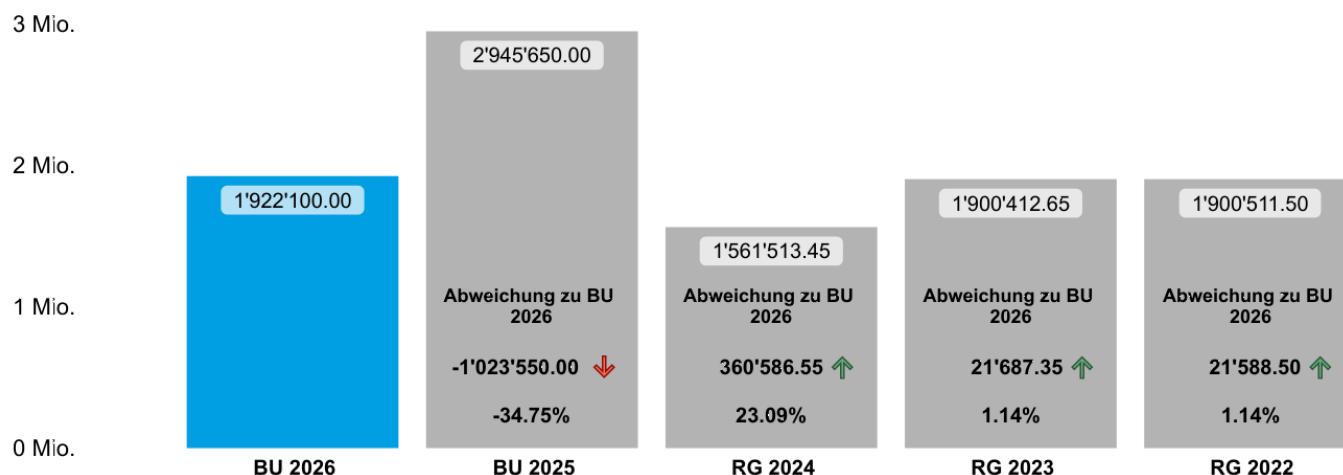 3 Mio.
2'945'650.00
2 Mio.
1'922'100.00
1'900'412.65
1'900'511.50
1'561'513.45
1 Mio.
Abweichung zu BU
2026
Abweichung zu BU
2026
Abweichung zu BU
2026
Abweichung zu BU
2026
-1'023'550.00
360'586.55
21'687.35
21'588.50
-34.75%
23.09%
1.14%
1.14%
0 Mio.
BU 2026
BU 2025
RG 2024
RG 2023
RG 2022